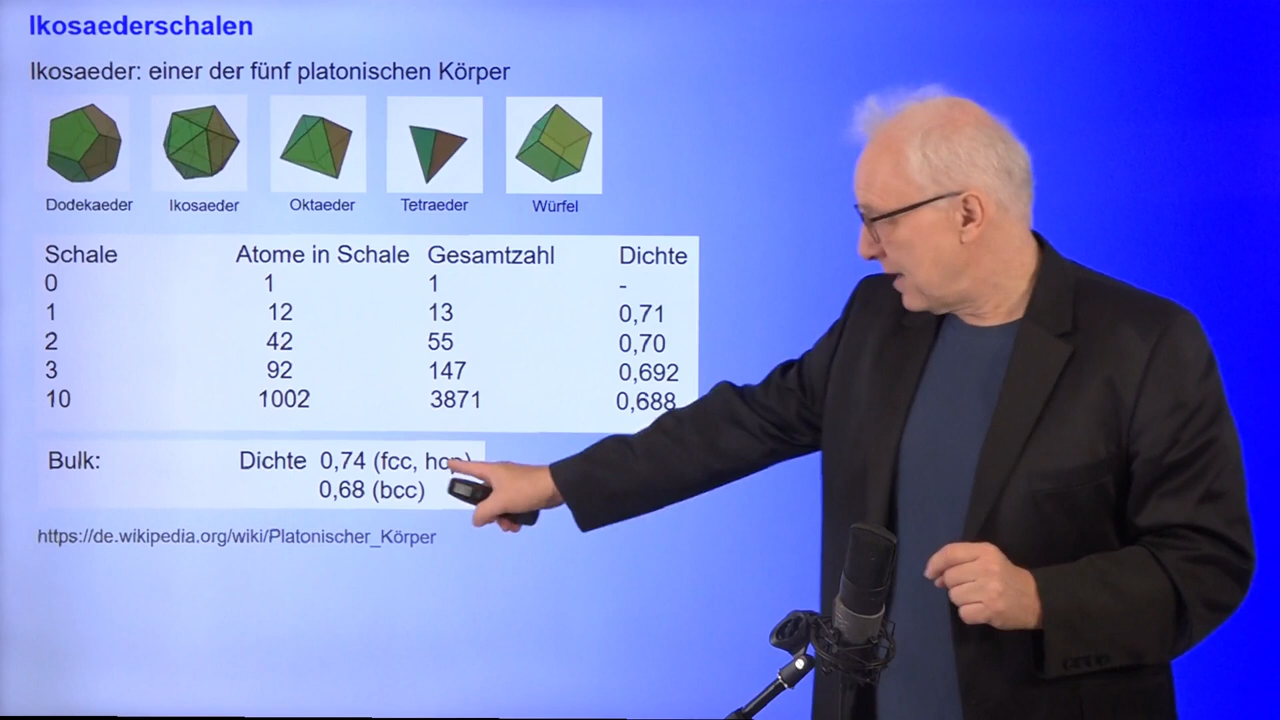 Ikosaederschalen
Ikosaeder: einer der fünf platonischen Körper
Dodekaeder Ikosaeder Oktaeder Tetraeder Würfel
Schale Atome in Schale Gesamtzahl Dichte
0 1 1 -
1 12 13 0,71
2 42 55 0,70
3 92 147 0,692
10 1002 3871 0,688
Bulk: Dichte 0,74 (fcc, hcp)
0,68 (bcc)
https://de.wikipedia.org/wiki/Platonischer_Körper